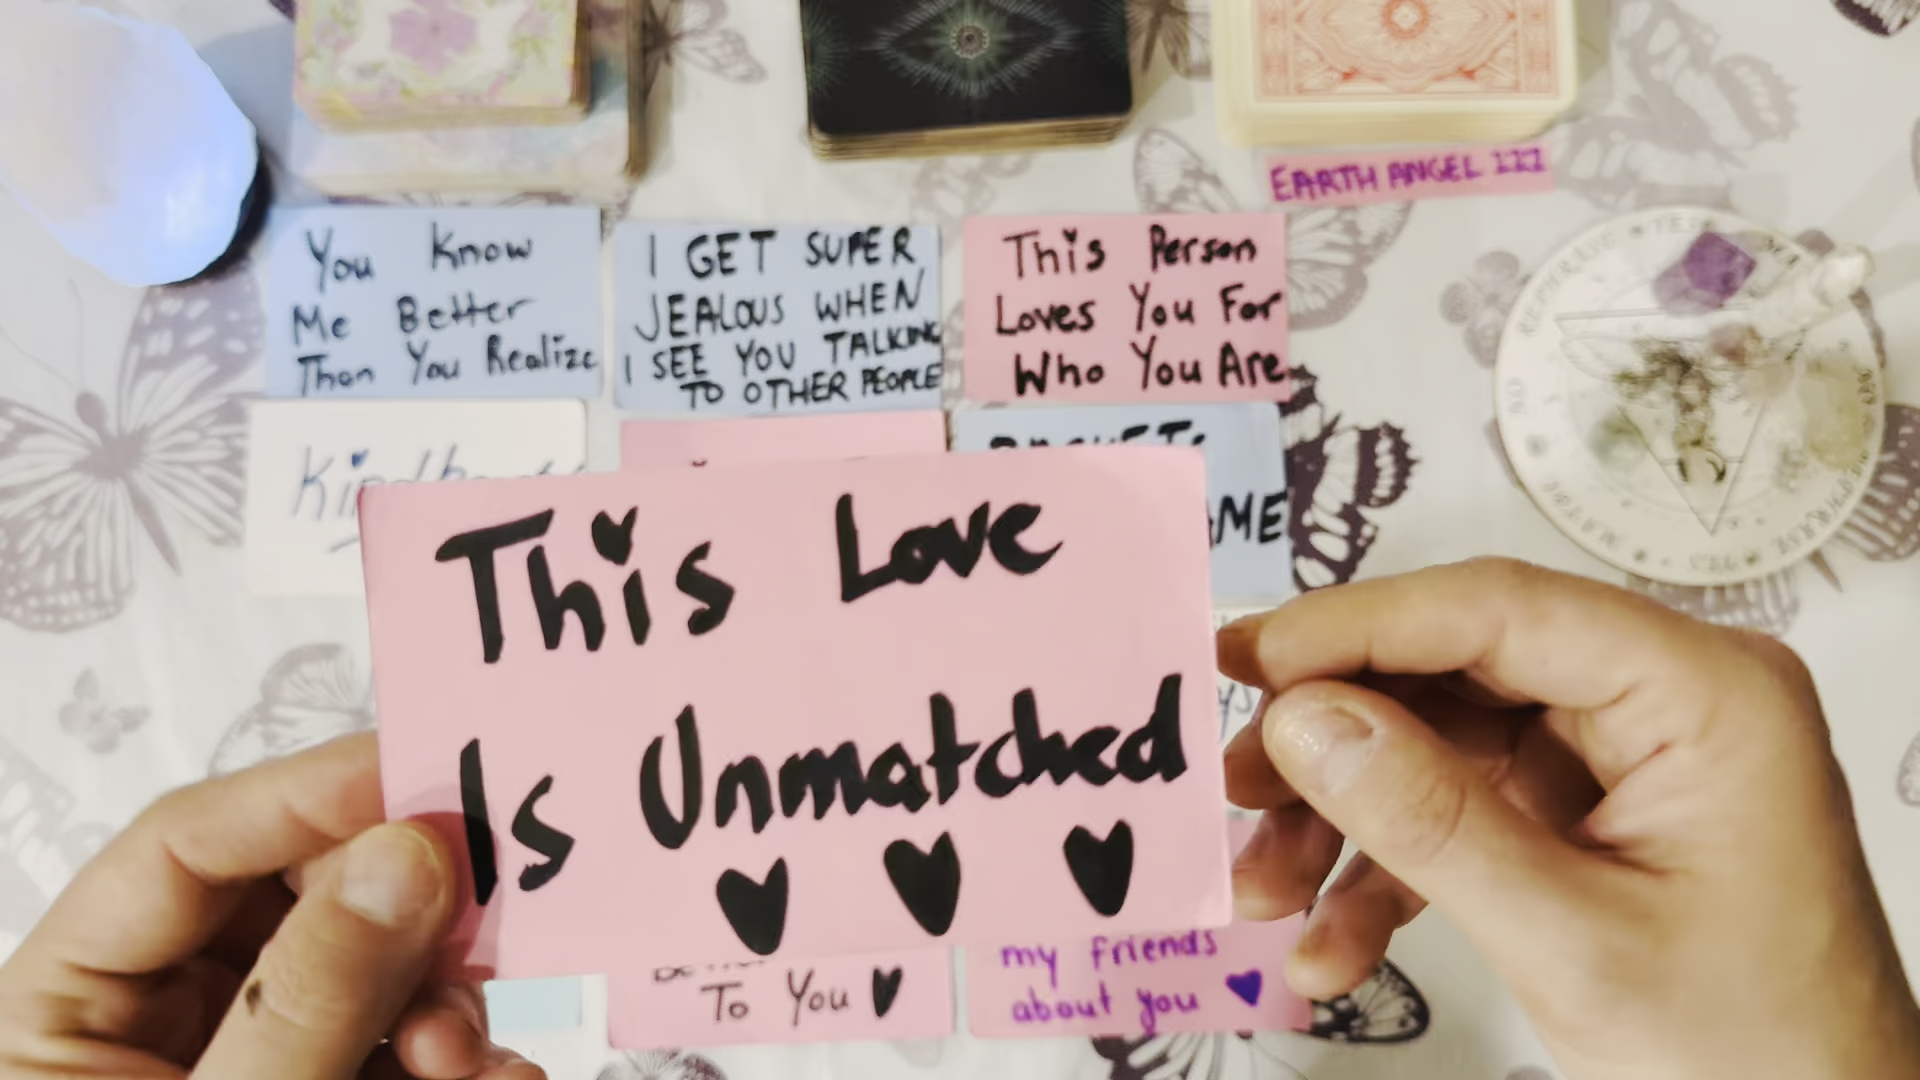 EARTH ANGEL 111
You Know
Me Better
Than You Realize
I GET SUPER
JEALOUS WHEN
I SEE YOU TALKING
TO OTHER PEOPLE
This Person
Loves You For
Who You Are
This Love
Is Unmatched
To You
my friends
about you